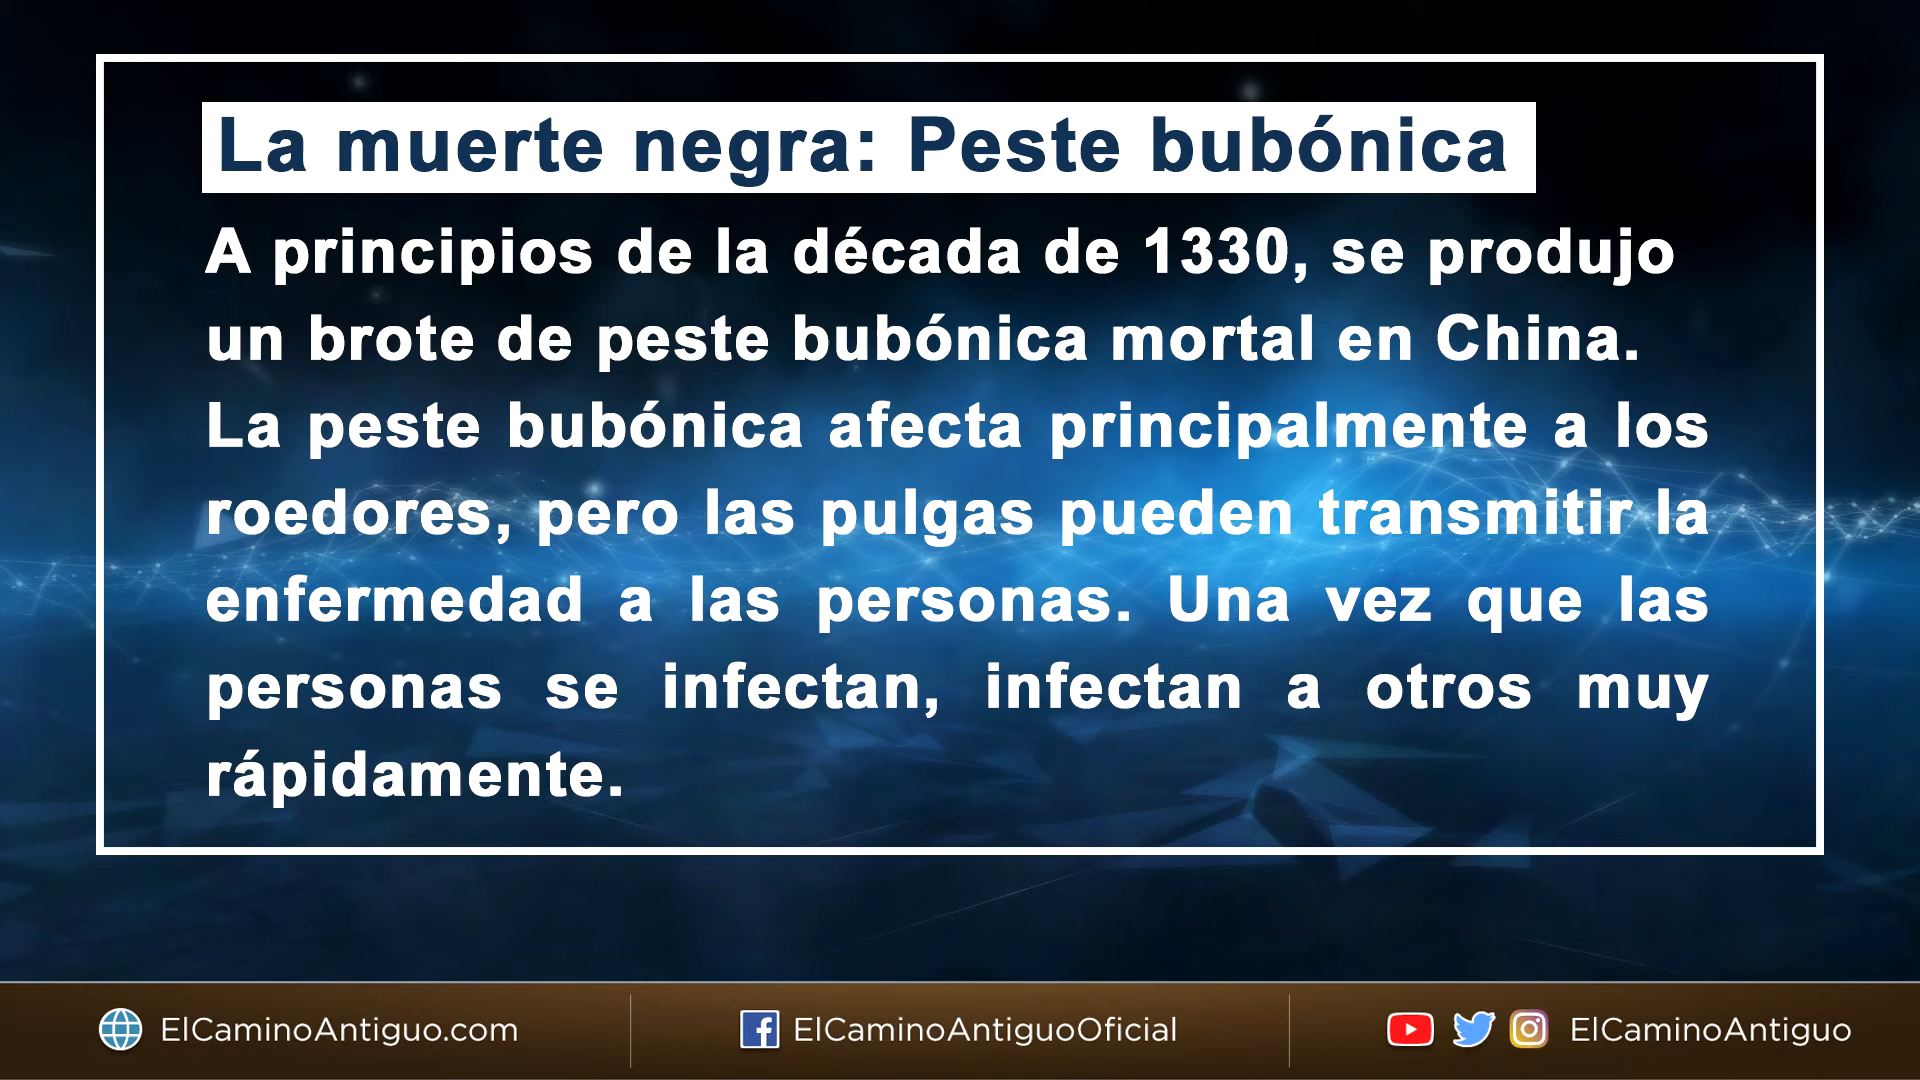 La muerte negra: Peste bubónica
A principios de la década de 1330, se produjo
un brote de peste bubónica mortal en China.
La peste bubónica afecta principalmente a los
roedores, pero las pulgas pueden transmitir la
enfermedad a las personas. Una vez que las
personas se infectan, infectan a otros muy
rápidamente.
ElCaminoAntiguo.com
ElCaminoAntiguoOficial
ElCaminoAntiguo